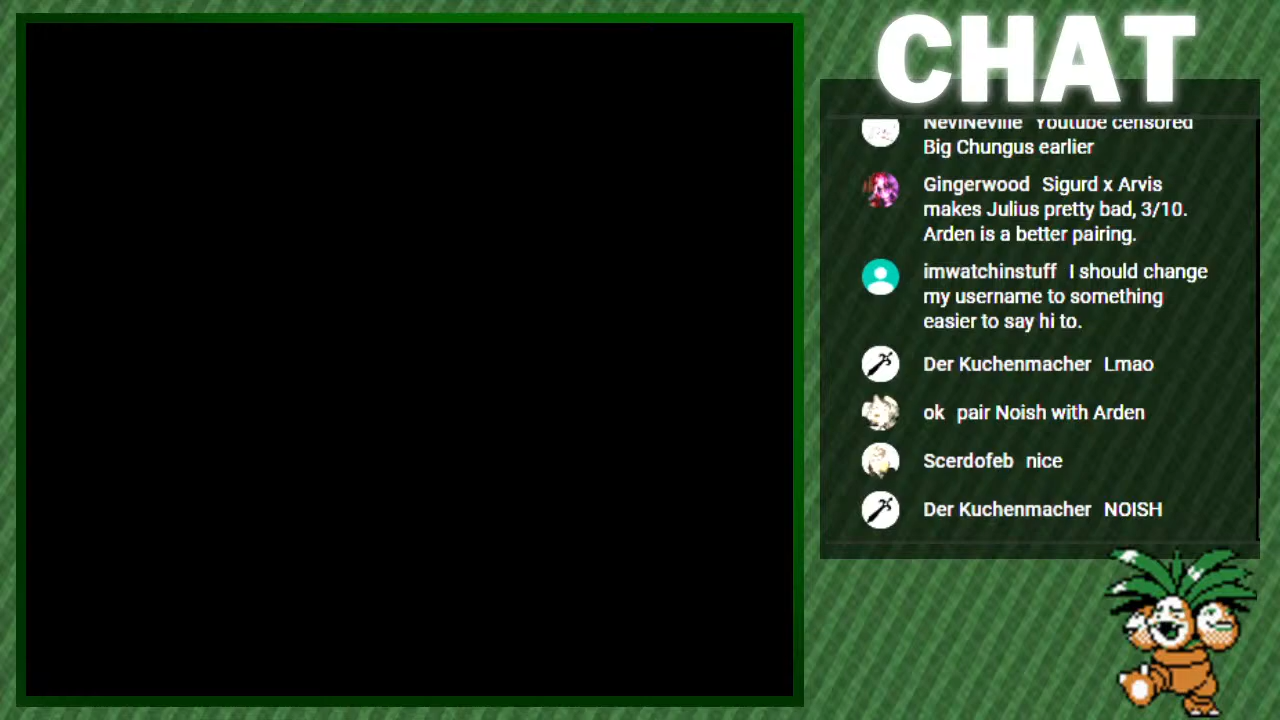 CHAT
NeviNeville Youtube censored
Big Chungus earlier
Gingerwood Sigurd x Arvis
makes Julius pretty bad, 3/10.
Arden is a better pairing.
imwatchinstuff I should change
my username to something
easier to say hi to.
Der Kuchenmacher Lmao
ok pair Noish with Arden
Scerdofeb nice
Der Kuchenmacher NOISH